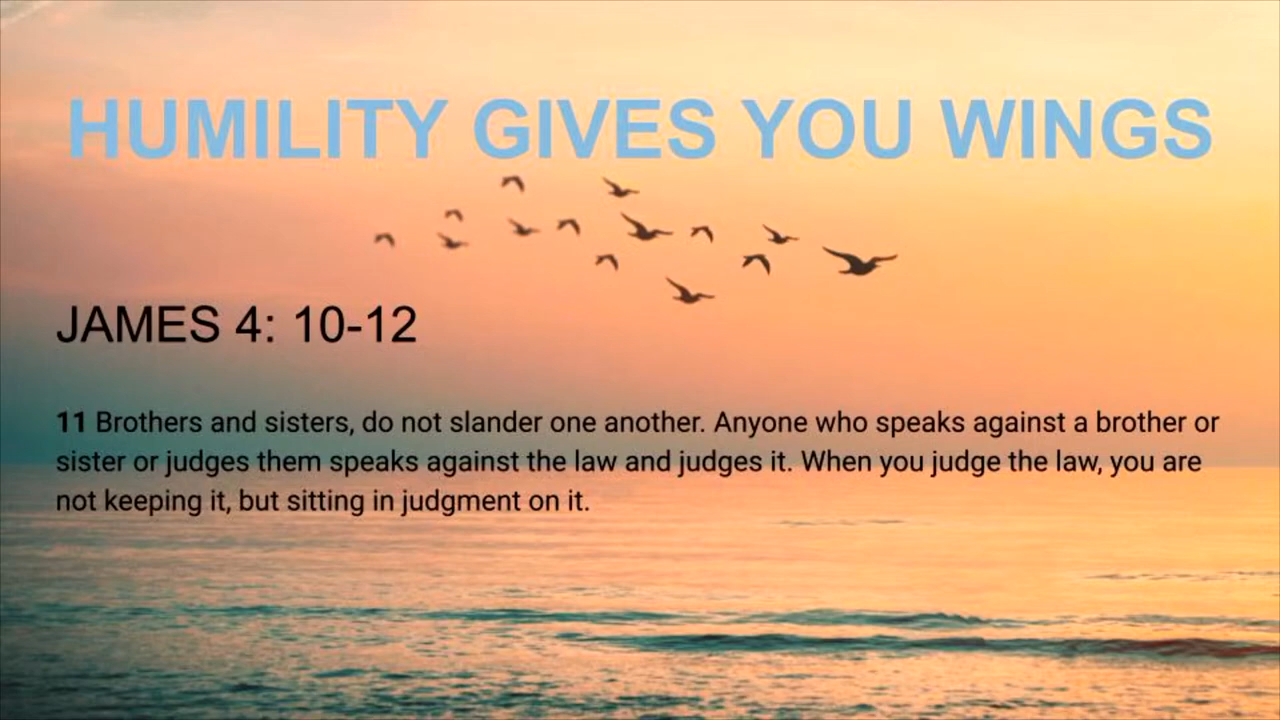 HUMILITY GIVES YOU WINGS
JAMES 4: 10-12
11 Brothers and sisters, do not slander one another. Anyone who speaks against a brother or
sister or judges them speaks against the law and judges it. When you judge the law, you are
not keeping it, but sitting in judgment on it.